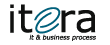 itera
it & business process